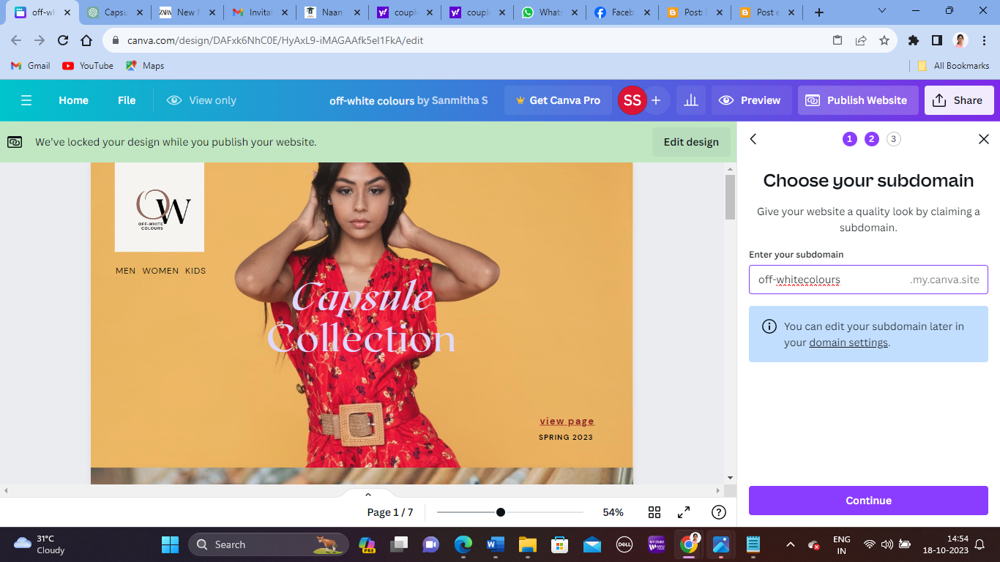 off-w
Capsu
ZARA
New M
Invitat
Naan
coupl
coupl
Whats
Faceb
Post: 
Post e
canva.com/design/DAFxk6NhC0E/HyAxL9-iMAGAAfk5eI1FkA/edit
Gmail
YouTube
Maps
All Bookmarks
Home
File
View only
off-white colours by Sanmitha S
Get Canva Pro
SS
Preview
Publish Website
Share
We've locked your design while you publish your website.
Edit design
1 2 3
OW
OFF-WHITE
COLOURS
MEN WOMEN KIDS
Capsule
Collection
view page
SPRING 2023
Choose your subdomain
Give your website a quality look by claiming a
subdomain.
Enter your subdomain
off-whitecolours .my.canva.site
You can edit your subdomain later in
your domain settings.
Continue
Page 1 / 7
54%
31°C
Cloudy
Search
PRE
DELL
ENG
IN
14:54
18-10-2023